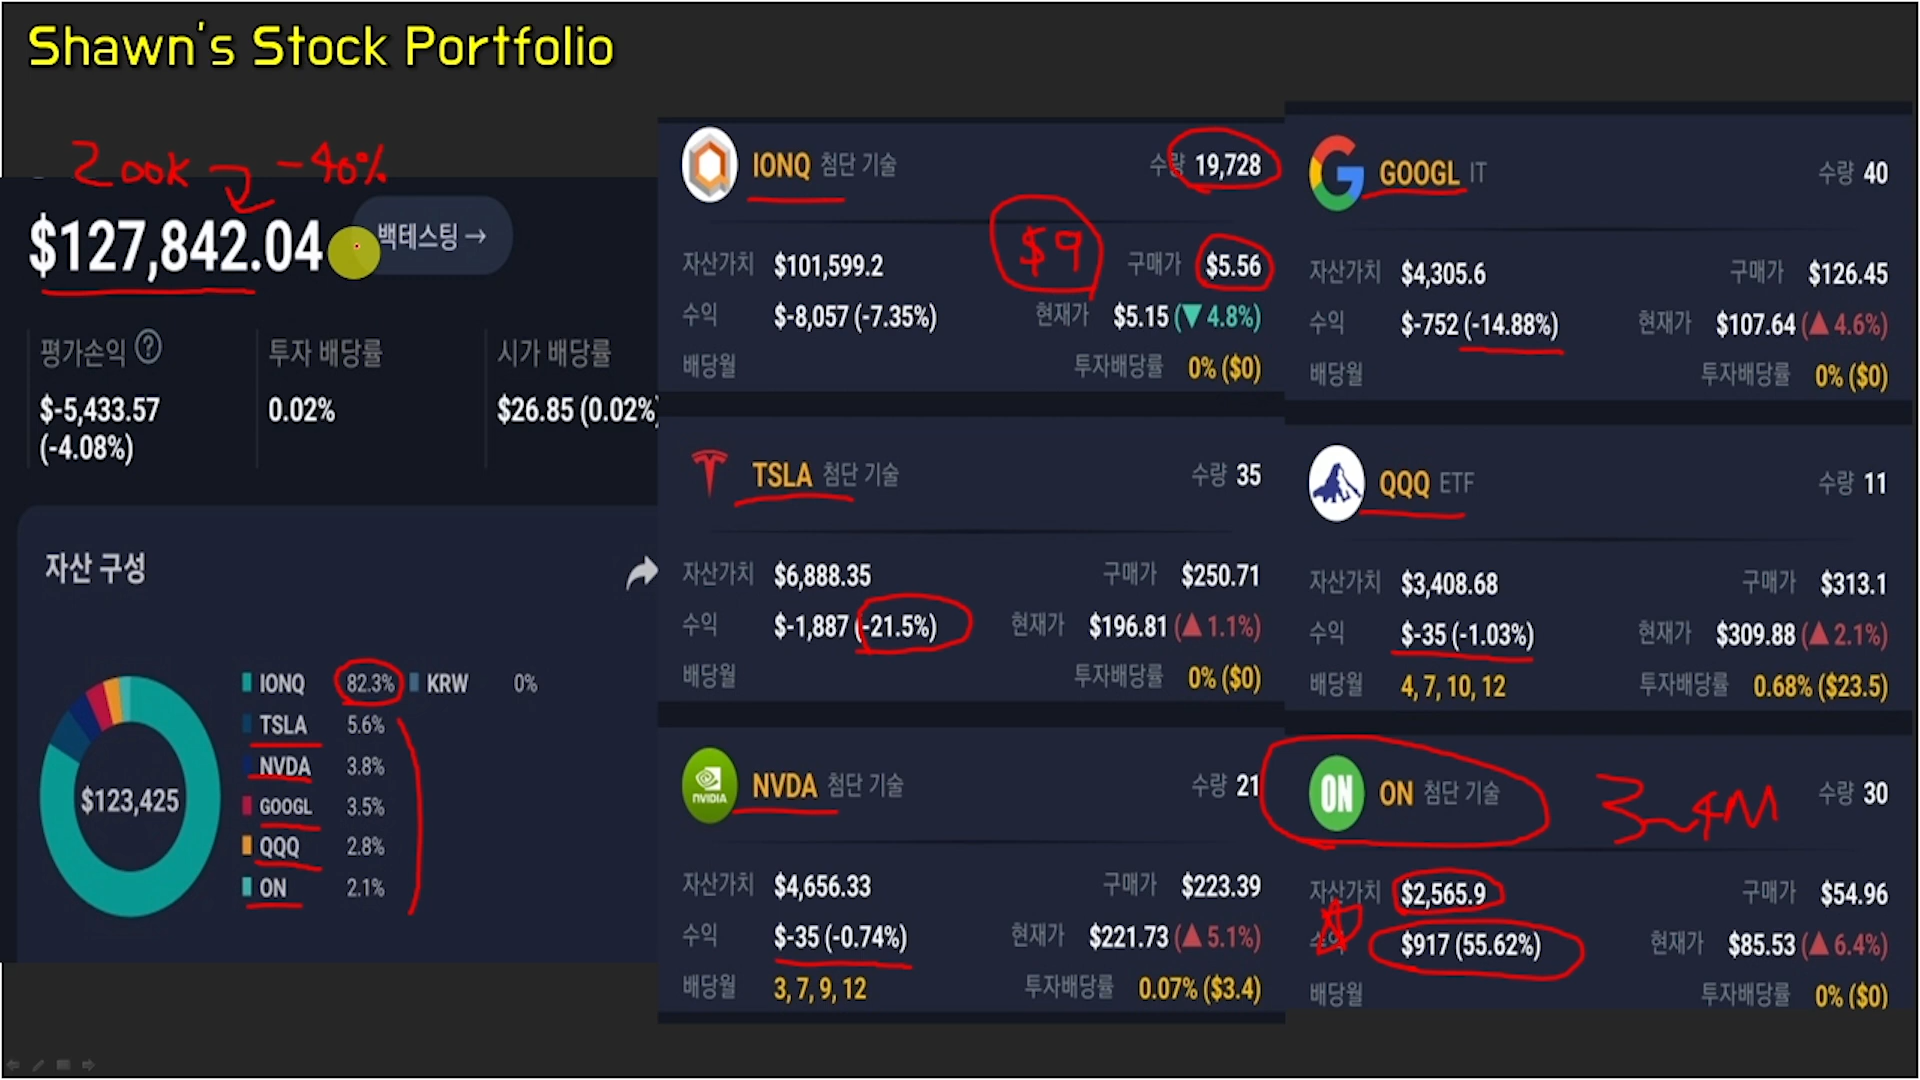 Shawn's Stock Portfolio
200K -40%
$127,842.04
백테스팅 →
평가손익 ?
$-5,433.57
(-4.08%)
투자 배당률
0.02%
시가 배당률
$26.85 (0.02%)
자산 구성
$123,425
IONQ 82.3% KRW 0%
TSLA 5.6%
NVDA 3.8%
GOOGL 3.5%
QQQ 2.8%
ON 2.1%
IONQ 첨단 기술 수량 19,728
$9
자산가치 $101,599.2 구매가 $5.56
수익 $-8,057 (-7.35%) 현재가 $5.15 (▼ 4.8%)
배당월 투자배당률 0% ($0)
TSLA 첨단 기술 수량 35
자산가치 $6,888.35 구매가 $250.71
수익 $-1,887 (-21.5%) 현재가 $196.81 (▲ 1.1%)
배당월 투자배당률 0% ($0)
NVIDIA
NVDA 첨단 기술 수량 21
자산가치 $4,656.33 구매가 $223.39
수익 $-35 (-0.74%) 현재가 $221.73 (▲ 5.1%)
배당월 3, 7, 9, 12 투자배당률 0.07% ($3.4)
GOOGL IT 수량 40
자산가치 $4,305.6 구매가 $126.45
수익 $-752 (-14.88%) 현재가 $107.64 (▲ 4.6%)
배당월 투자배당률 0% ($0)
QQQ ETF 수량 11
자산가치 $3,408.68 구매가 $313.1
수익 $-35 (-1.03%) 현재가 $309.88 (▲ 2.1%)
배당월 4, 7, 10, 12 투자배당률 0.68% ($23.5)
ON
ON 첨단 기술 3~4M 수량 30
자산가치 $2,565.9 구매가 $54.96
수익 $917 (55.62%) 현재가 $85.53 (▲ 6.4%)
배당월 투자배당률 0% ($0)